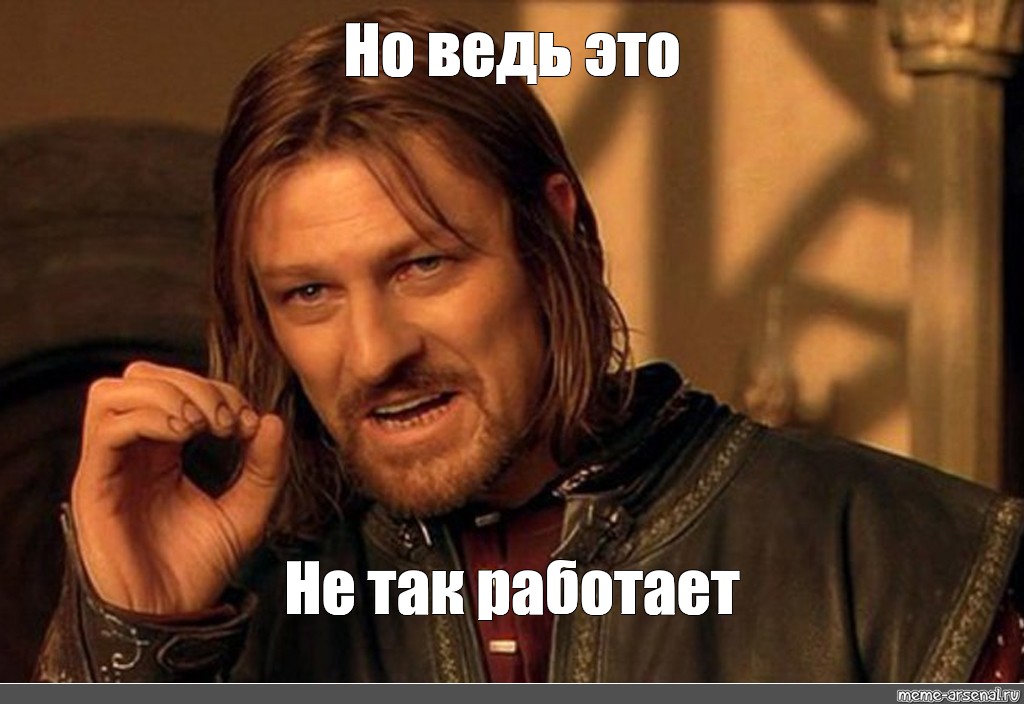 Но ведь это
Не так работает
meme-arsenal.ru